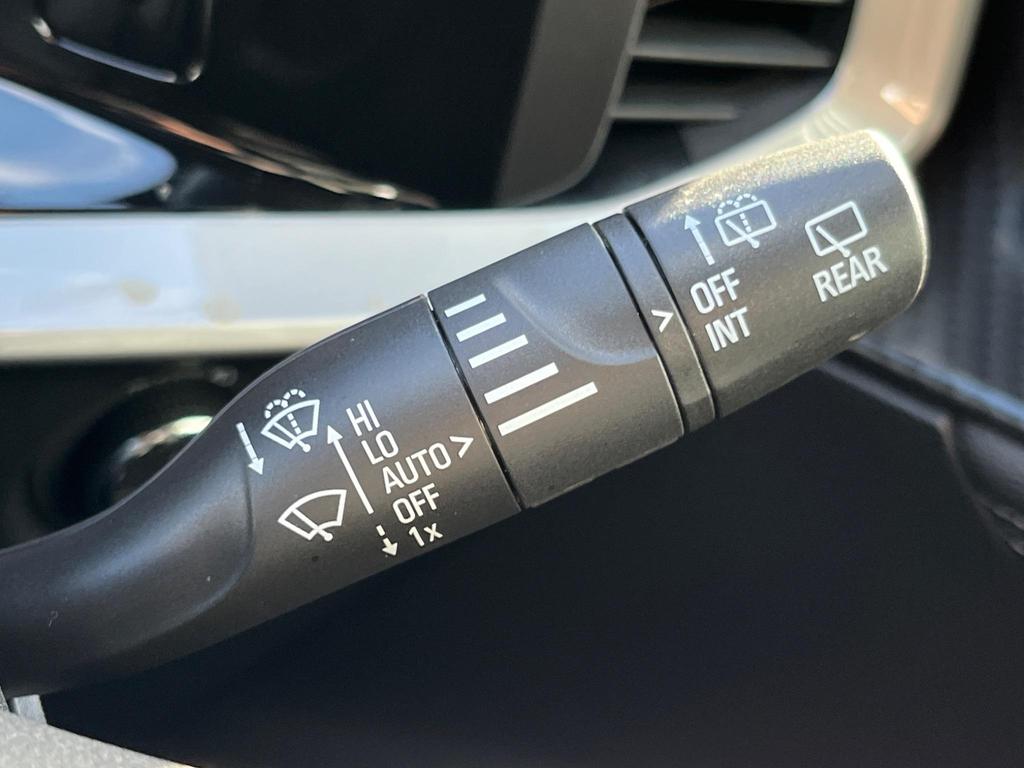 HI
LO
AUTO >
OFF
1x
>
OFF
INT
REAR